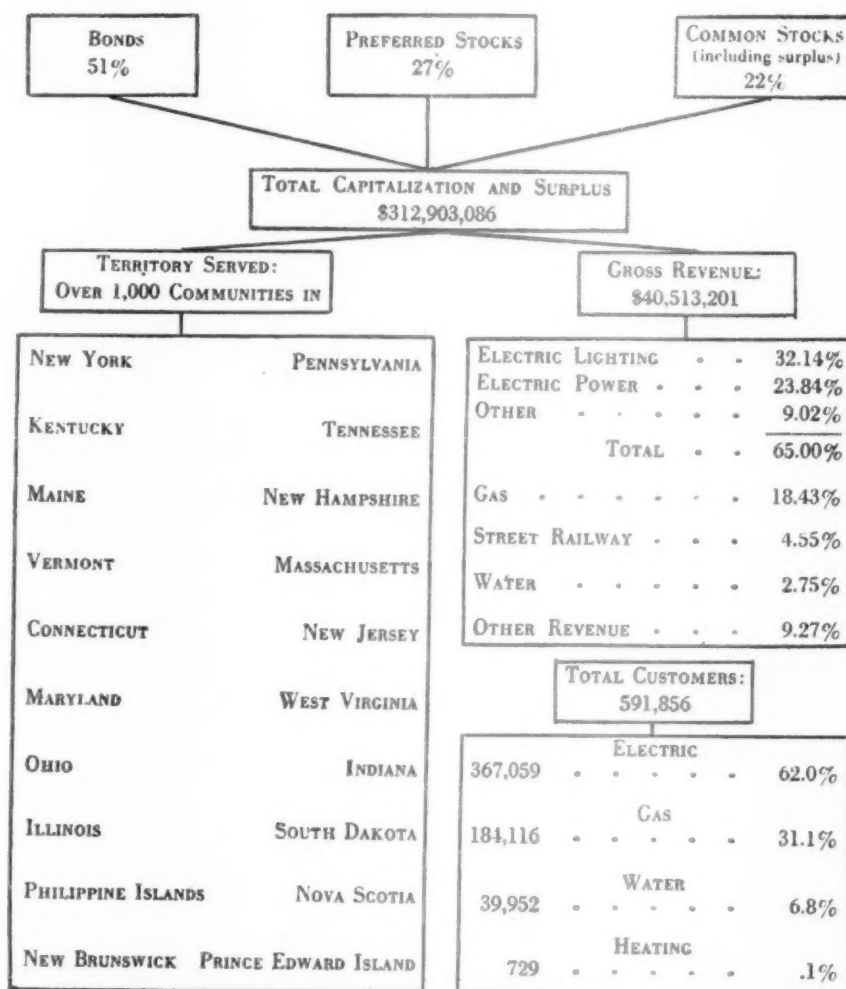 BONDS
51%
PREFERRED STOCKS
27%
COMMON STOCKS
(including surplus)
22%
TOTAL CAPITALIZATION AND SURPLUS
$312,903,086
TERRITORY SERVED:
OVER 1,000 COMMUNITIES IN
NEW YORK PENNSYLVANIA
KENTUCKY TENNESSEE
MAINE NEW HAMPSHIRE
VERMONT MASSACHUSETTS
CONNECTICUT NEW JERSEY
MARYLAND WEST VIRGINIA
OHIO INDIANA
ILLINOIS SOUTH DAKOTA
PHILIPPINE ISLANDS NOVA SCOTIA
NEW BRUNSWICK PRINCE EDWARD ISLAND
GROSS REVENUE:
$40,513,201
ELECTRIC LIGHTING . . 32.14%
ELECTRIC POWER . . . 23.84%
OTHER . . . . . 9.02%
TOTAL . . 65.00%
GAS . . . . . . 18.43%
STREET RAILWAY . . . 4.55%
WATER . . . . . 2.75%
OTHER REVENUE . . . 9.27%
TOTAL CUSTOMERS:
591,856
ELECTRIC
367,059 . . . . . 62.0%
GAS
184,116 . . . . . 31.1%
WATER
39,952 . . . . . 6.8%
HEATING
729 . . . . . .1%